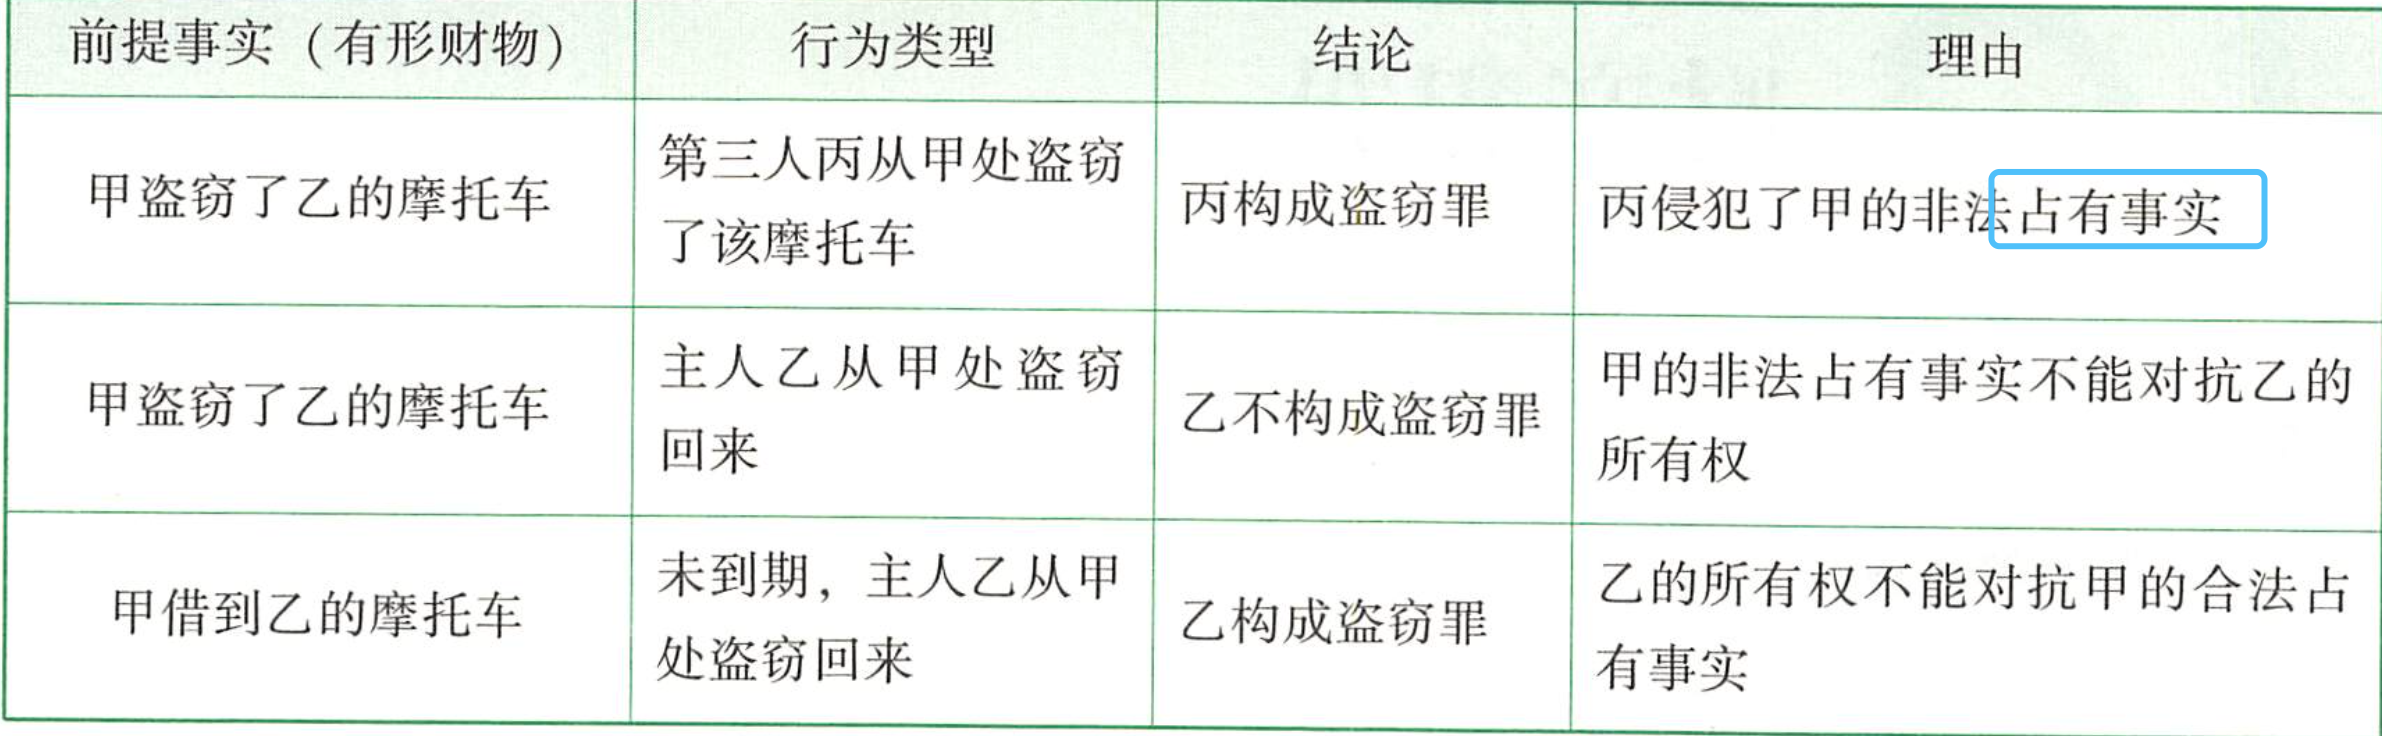 前提事实（有形财物）
行为类型
结论
理由
甲盗窃了乙的摩托车
第三人丙从甲处盗窃
了该摩托车
丙构成盗窃罪
丙侵犯了甲的非法占有事实
甲盗窃了乙的摩托车
主人乙从甲处盗窃
回来
乙不构成盗窃罪
甲的非法占有事实不能对抗乙的
所有权
甲借到乙的摩托车
未到期，主人乙从甲
处盗窃回来
乙构成盗窃罪
乙的所有权不能对抗甲的合法占
有事实